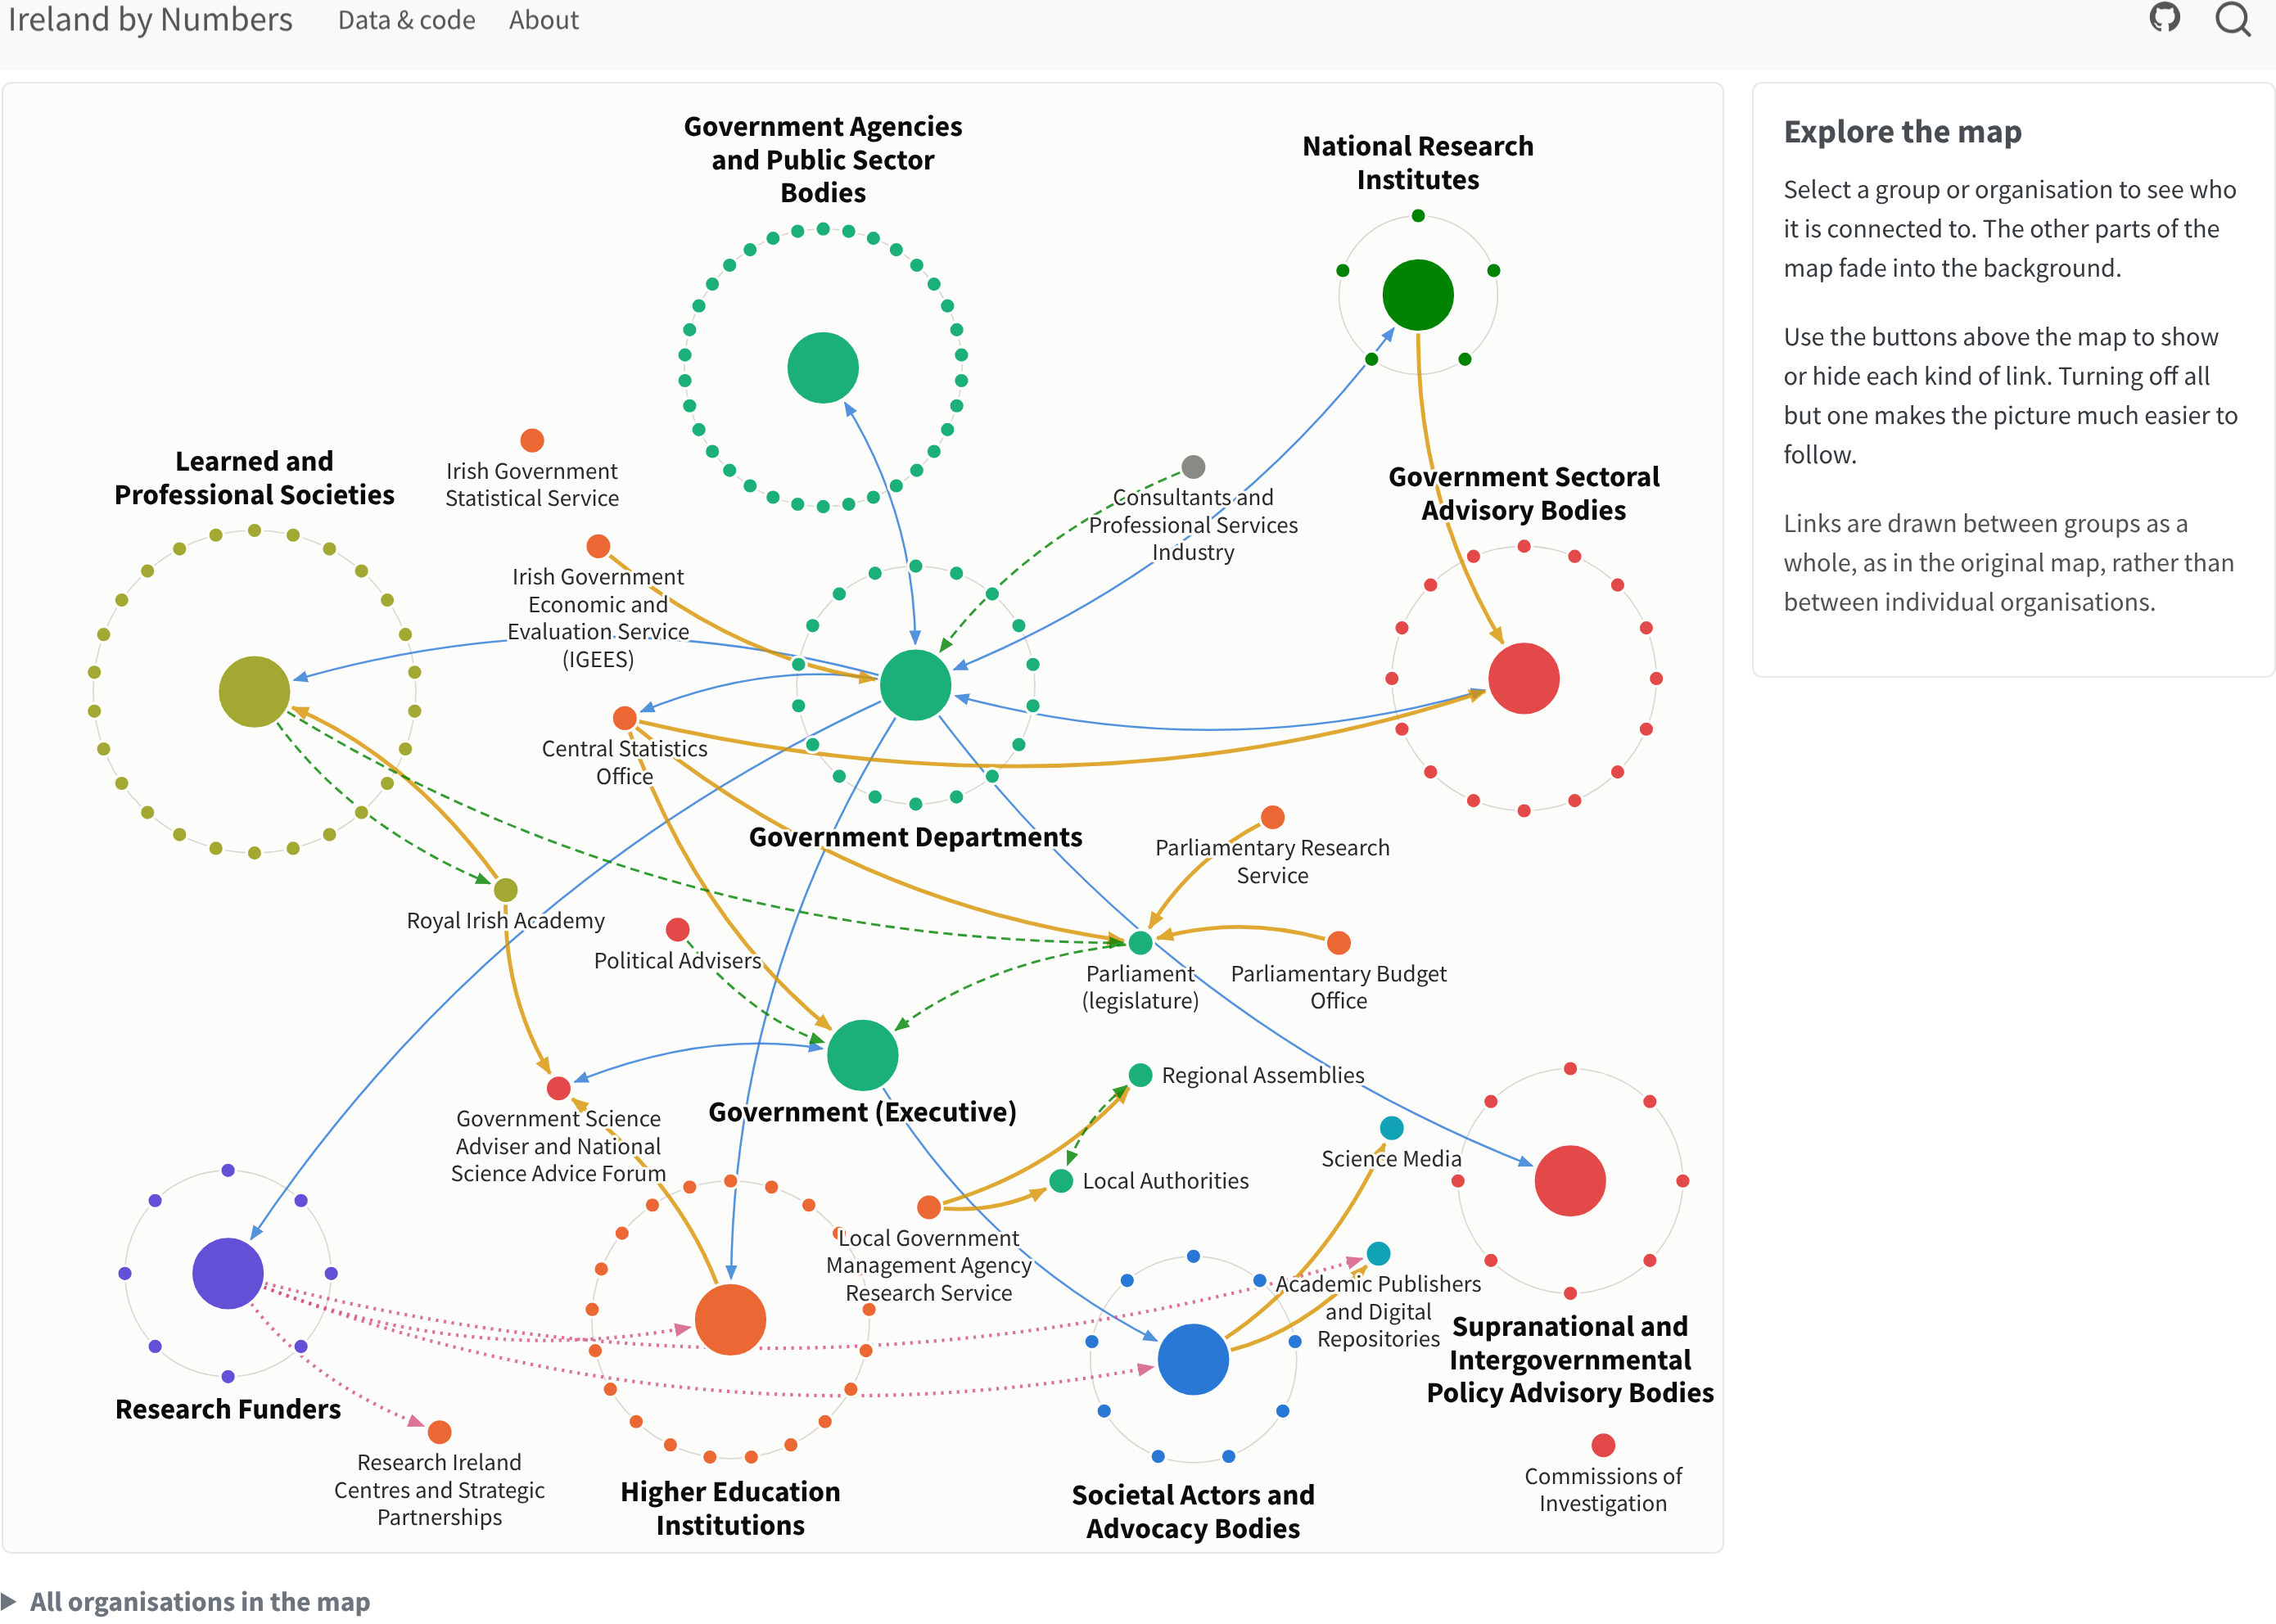 Ireland by Numbers
Data & code
About
Government Agencies
and Public Sector
Bodies
National Research
Institutes
Learned and
Professional Societies
Irish Government
Statistical Service
Consultants and
Professional Services
Industry
Government Sectoral
Advisory Bodies
Irish Government
Economic and
Evaluation Service
(IGEES)
Central Statistics
Office
Government Departments
Parliamentary Research
Service
Royal Irish Academy
Political Advisers
Parliament
(legislature)
Parliamentary Budget
Office
Regional Assemblies
Government (Executive)
Government Science
Adviser and National
Science Advice Forum
Science Media
Local Authorities
Local Government
Management Agency
Research Service
Academic Publishers
and Digital
Repositories
Supranational and
Intergovernmental
Policy Advisory Bodies
Research Funders
Research Ireland
Centres and Strategic
Partnerships
Higher Education
Institutions
Societal Actors and
Advocacy Bodies
Commissions of
Investigation
Explore the map
Select a group or organisation to see who
it is connected to. The other parts of the
map fade into the background.
Use the buttons above the map to show
or hide each kind of link. Turning off all
but one makes the picture much easier to
follow.
Links are drawn between groups as a
whole, as in the original map, rather than
between individual organisations.
All organisations in the map